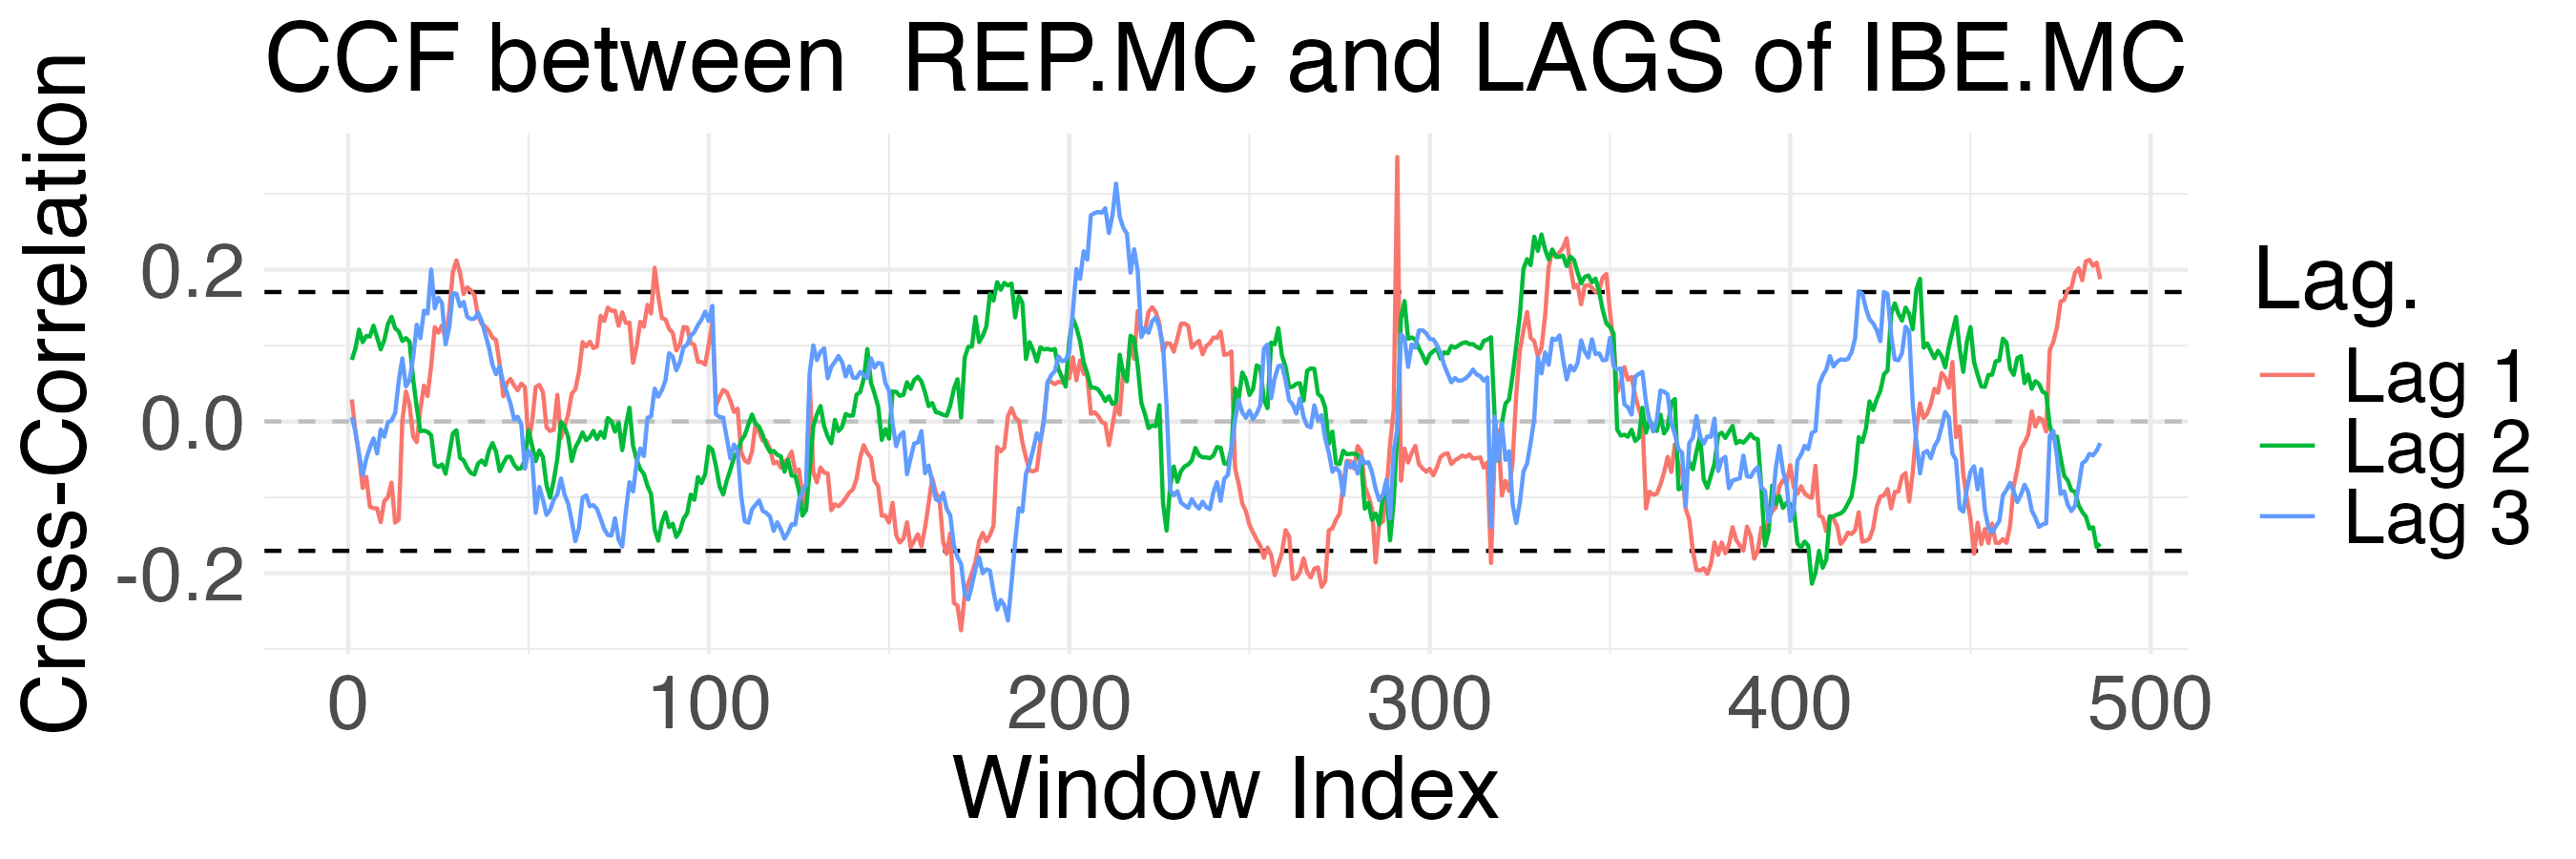 CCF between  REP.MC and LAGS of IBE.MC
Cross-Correlation
0.2
0.0
-0.2
0 100 200 300 400 500
Window Index
Lag.
Lag 1
Lag 2
Lag 3